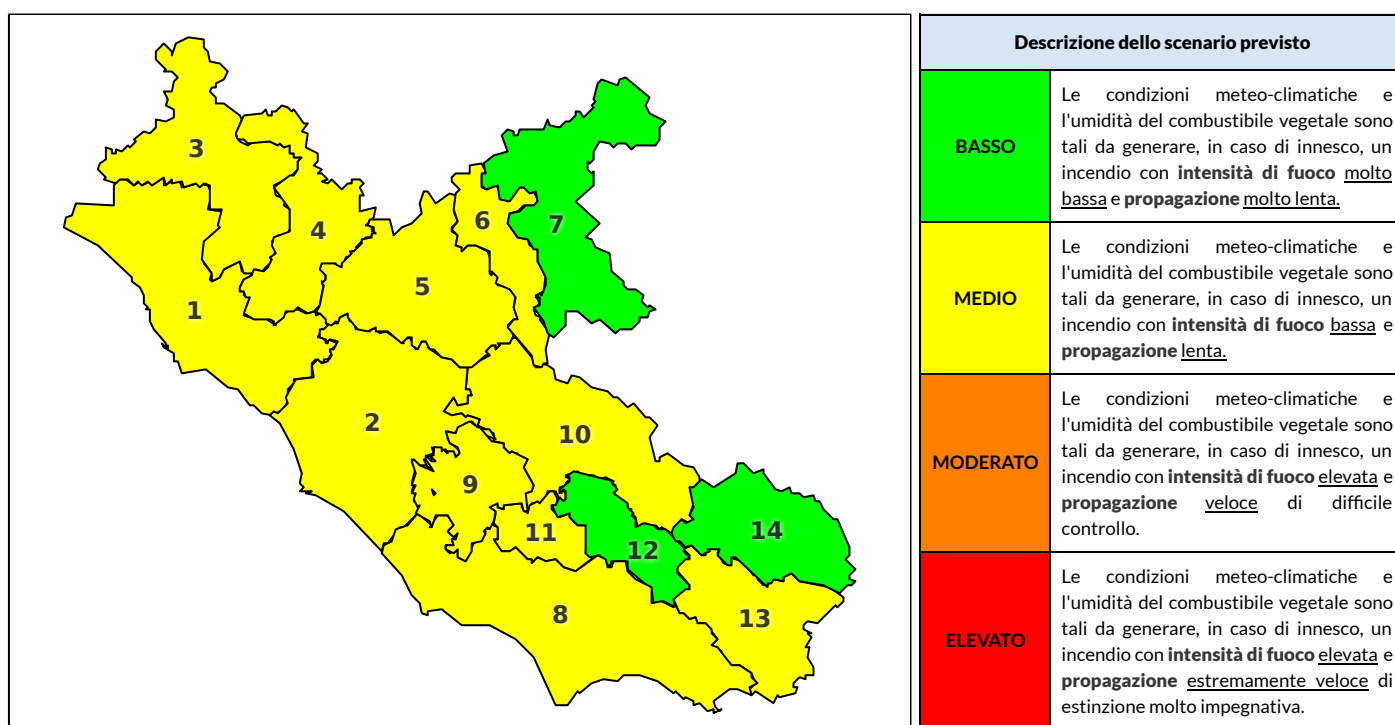 3
4
6
7
5
1
2
10
9
11
12
14
8
13
Descrizione dello scenario previsto
BASSO
Le condizioni meteo-climatiche e
l'umidità del combustibile vegetale sono
tali da generare, in caso di innesco, un
incendio con intensità di fuoco molto
bassa e propagazione molto lenta.
MEDIO
Le condizioni meteo-climatiche e
l'umidità del combustibile vegetale sono
tali da generare, in caso di innesco, un
incendio con intensità di fuoco bassa e
propagazione lenta.
MODERATO
Le condizioni meteo-climatiche e
l'umidità del combustibile vegetale sono
tali da generare, in caso di innesco, un
incendio con intensità di fuoco elevata e
propagazione veloce di difficile
controllo.
ELEVATO
Le condizioni meteo-climatiche e
l'umidità del combustibile vegetale sono
tali da generare, in caso di innesco, un
incendio con intensità di fuoco elevata e
propagazione estremamente veloce di
estinzione molto impegnativa.